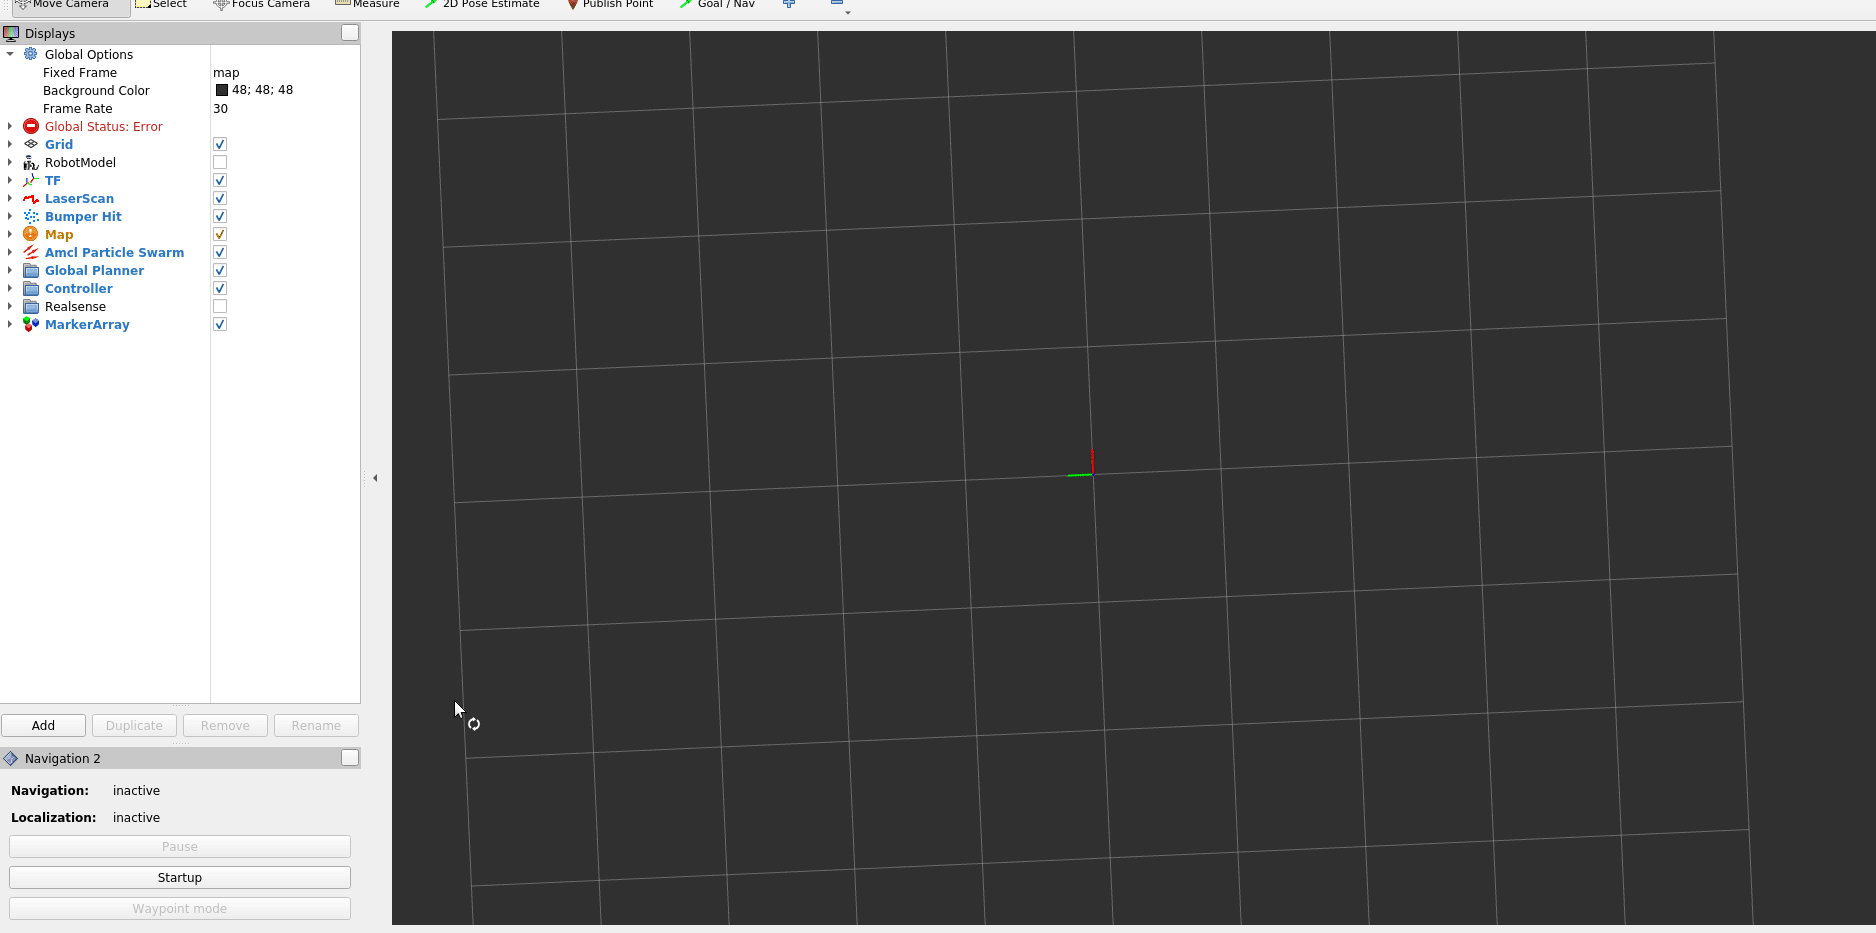 Move Camera Select Focus Camera Measure 2D Pose Estimate Publish Point Goal / Nav
Displays
Global Options
Fixed Frame map
Background Color 48; 48; 48
Frame Rate 30
Global Status: Error
Grid
RobotModel
TF
LaserScan
Bumper Hit
Map
Amcl Particle Swarm
Global Planner
Controller
Realsense
MarkerArray
Add Duplicate Remove Rename
Navigation 2
Navigation: inactive
Localization: inactive
Pause
Startup
Waypoint mode